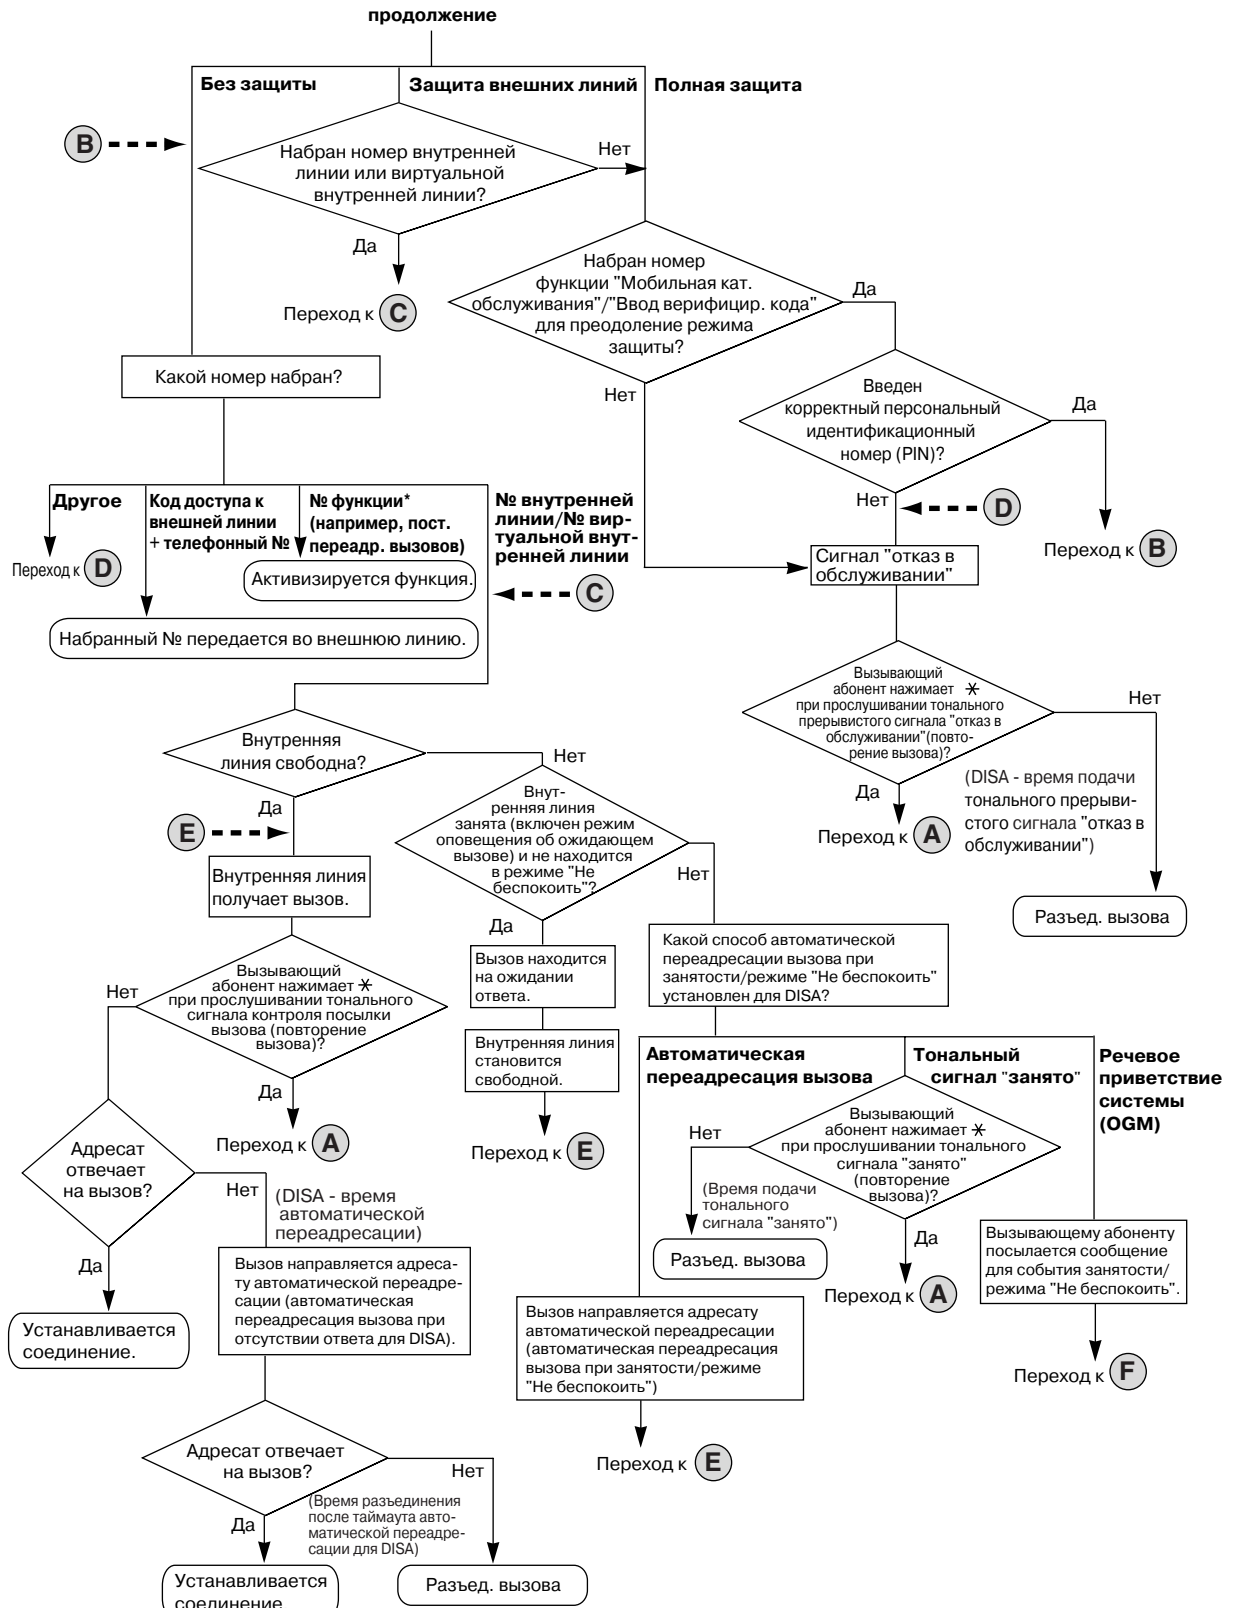 продолжение
Без защиты
Защита внешних линий
Полная защита
B
Набран номер внутренней
линии или виртуальной
внутренней линии?
Нет
Да
Переход к C
Набран номер
функции "Мобильная кат.
обслуживания"/"Ввод верифицир. кода"
для преодоление режима
защиты?
Да
Нет
Какой номер набран?
Введен
корректный персональный
идентификационный
номер (PIN)?
Да
Нет
D
Переход к B
Другое
Переход к D
Код доступа к
внешней линии
+ телефонный №
№ функции*
(например, пост.
переадр. вызовов)
Активизируется функция.
№ внутренней
линии/№ вир-
туальной внут-
ренней линии
C
Набранный № передается во внешнюю линию.
Сигнал "отказ в
обслуживании"
Вызывающий
абонент нажимает *
при прослушивании тонального
прерывистого сигнала "отказ в
обслуживании"(повто-
рение вызова)?
Нет
Да
Переход к A
(DISA - время подачи
тонального прерыви-
стого сигнала "отказ в
обслуживании")
Разъед. вызова
Внутренняя
линия свободна?
Нет
Да
E
Внутренняя линия
получает вызов.
Внут-
ренняя линия
занята (включен режим
оповещения об ожидающем
вызове) и не находится
в режиме "Не
беспокоить"?
Нет
Да
Вызов находится
на ожидании
ответа.
Внутренняя линия
становится
свободной.
Переход к E
Какой способ автоматической
переадресации вызова при
занятости/режиме "Не беспокоить"
установлен для DISA?
Вызывающий
абонент нажимает *
при прослушивании тонального
сигнала контроля посылки
вызова (повторение
вызова)?
Нет
Да
Переход к A
Автоматическая
переадресация вызова
Тональный
сигнал "занято"
Речевое
приветствие
системы
(OGM)
Вызывающий
абонент нажимает *
при прослушивании тонального
сигнала "занято"
(повторение
вызова)?
Нет
(Время подачи
тонального
сигнала "занято")
Разъед. вызова
Да
Переход к A
Вызывающему абоненту
посылается сообщение
для события занятости/
режима "Не беспокоить".
Переход к F
Адресат
отвечает
на вызов?
Нет
(DISA - время
автоматической
переадресации)
Да
Устанавливается
соединение.
Вызов направляется адреса-
ту автоматической переадре-
сации (автоматическая
переадресация вызова при
отсутствии ответа для DISA).
Вызов направляется адресату
автоматической переадресации
(автоматическая переадресация
вызова при занятости/режиме
"Не беспокоить")
Переход к E
Адресат отвечает
на вызов?
Нет
(Время разъединения
после таймаута авто-
матической переадре-
сации для DISA)
Да
Устанавливается
соединение
Разъед. вызова